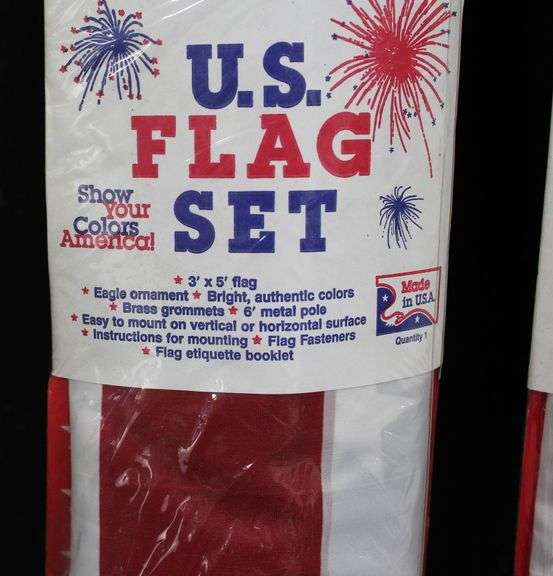 U.S.
FLAG
SET
Show
Your
Colors
America!
★ 3' x 5' flag
★ Eagle ornament ★ Bright, authentic colors
★ Brass grommets ★ 6' metal pole
★ Easy to mount on vertical or horizontal surface
★ Instructions for mounting ★ Flag Fasteners
★ Flag etiquette booklet
Made
in U.S.A.
Quantity 1